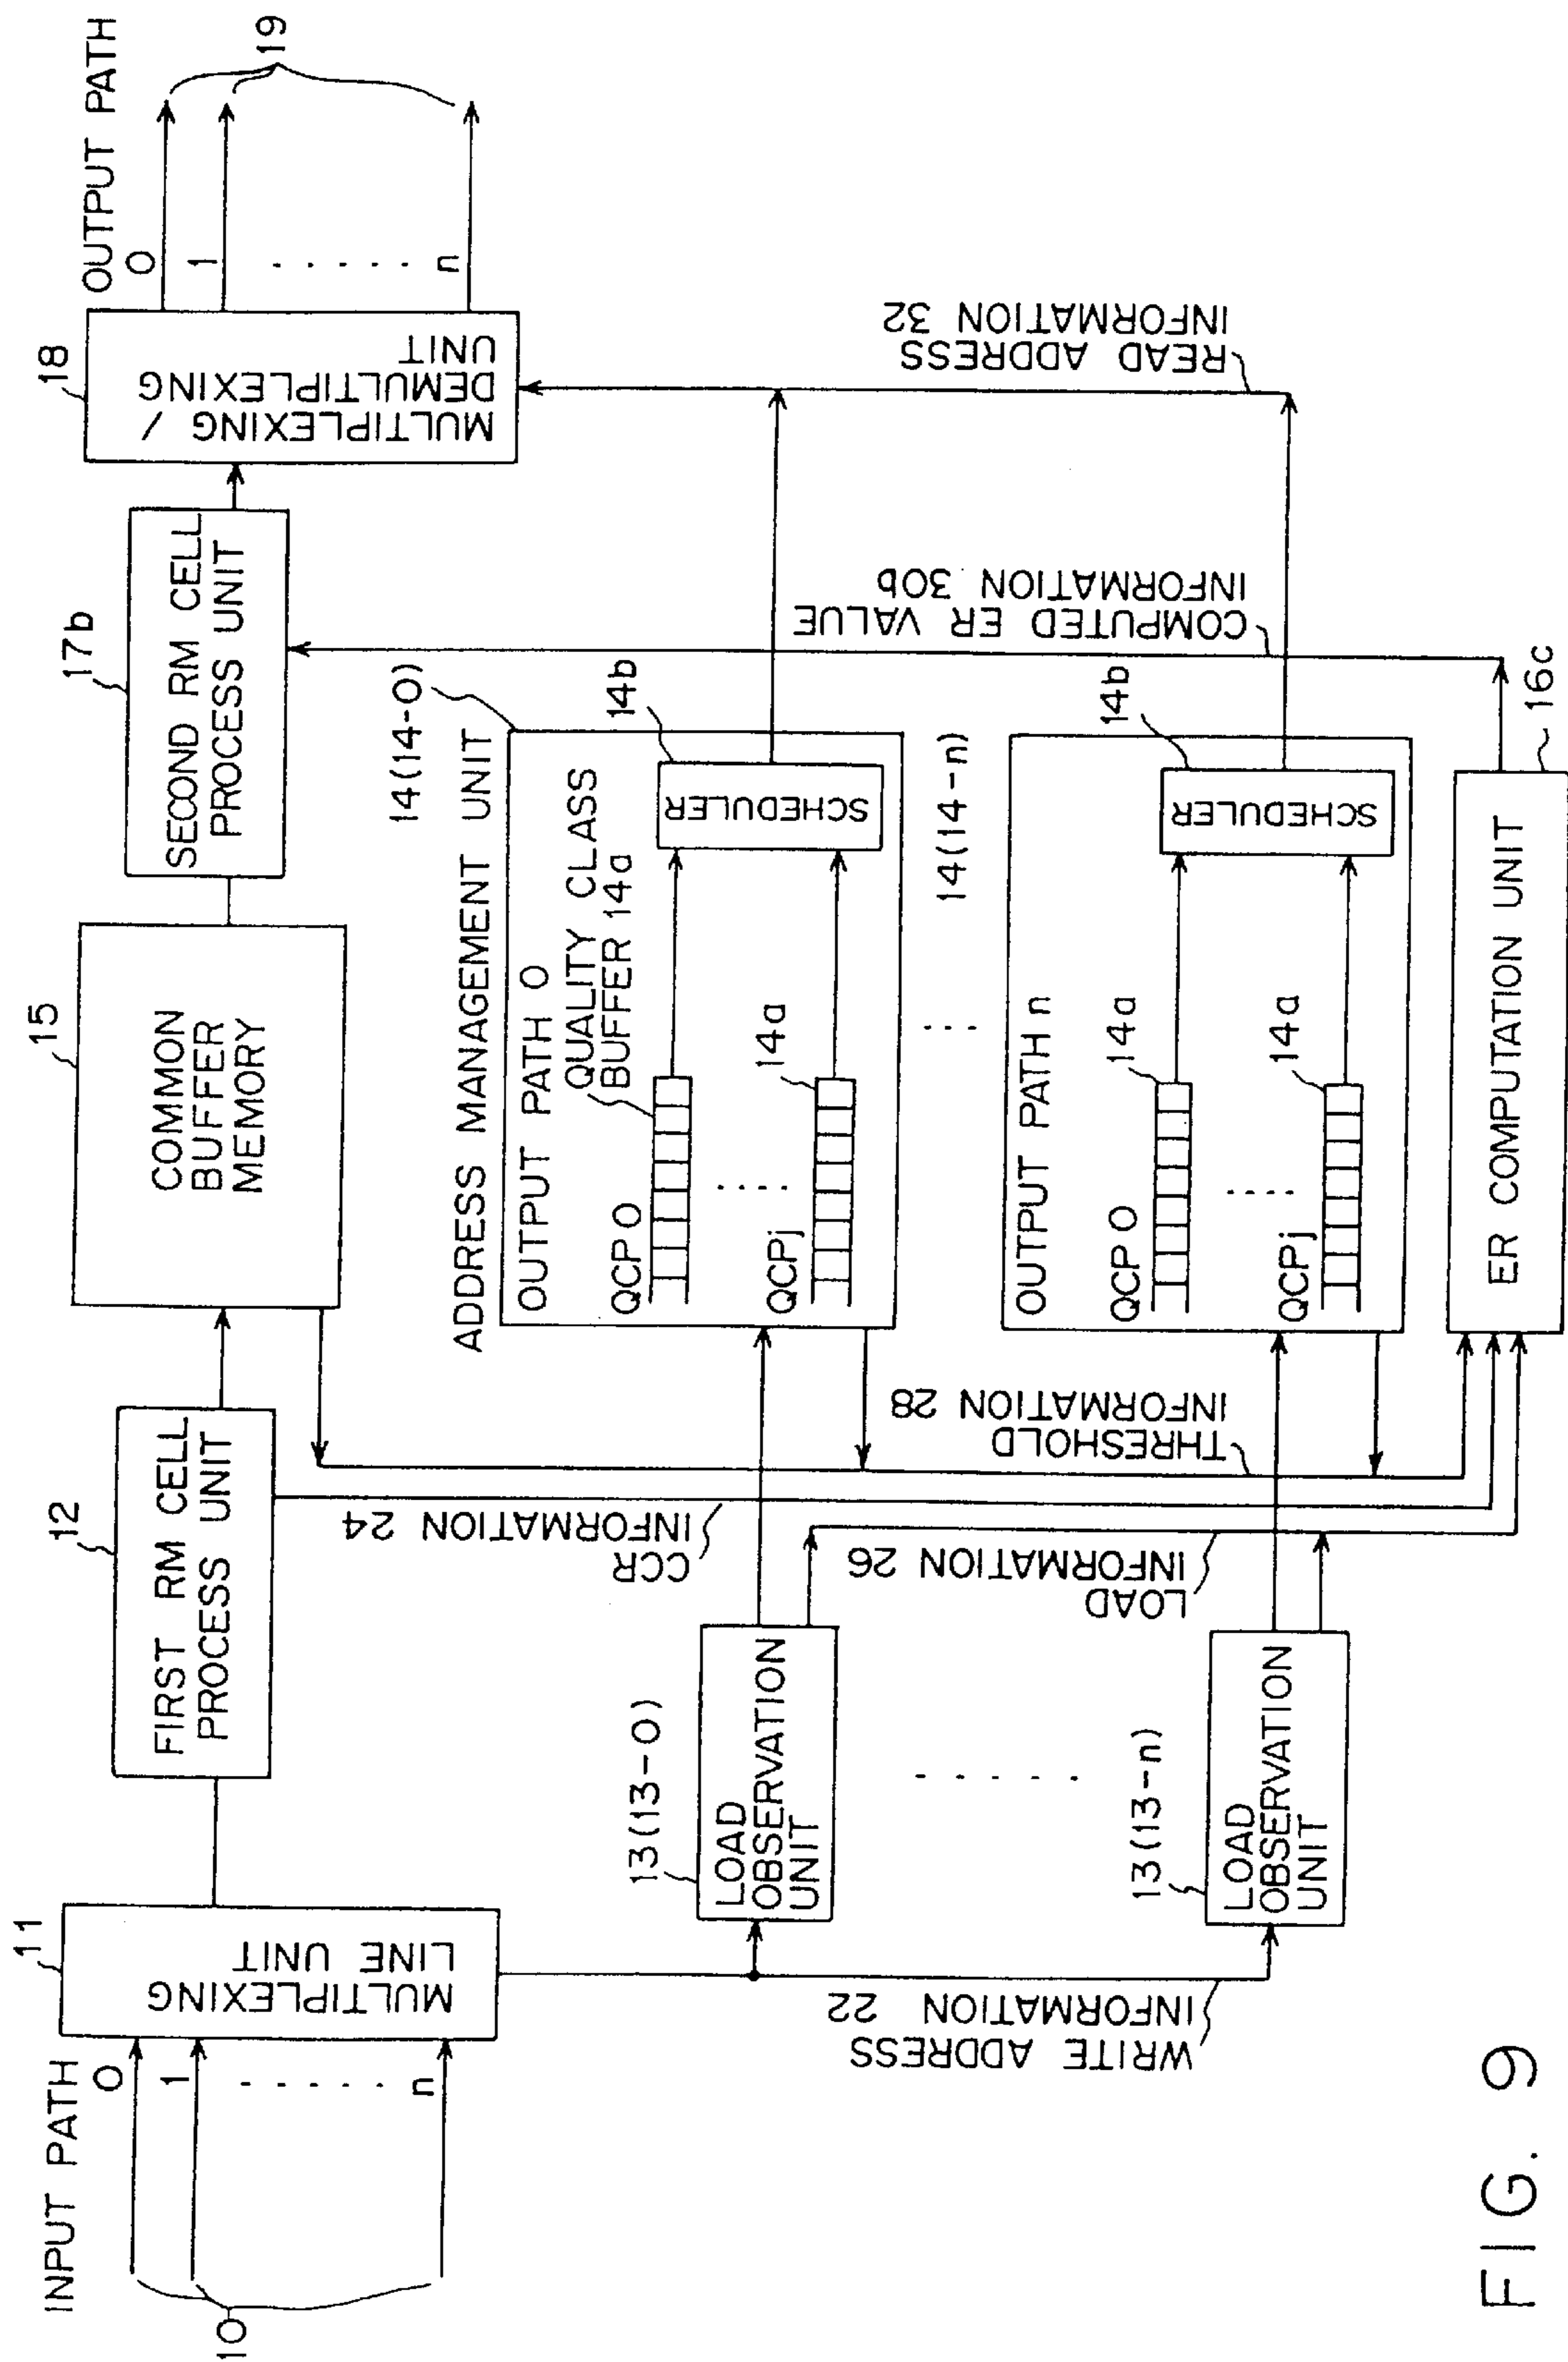 INPUT PATH
0
1
n
10
11
MULTIPLEXING
LINE UNIT
12
FIRST RM CELL
PROCESS UNIT
15
COMMON
BUFFER
MEMORY
17b
SECOND RM CELL
PROCESS UNIT
18
MULTIPLEXING /
DEMULTIPLEXING
UNIT
OUTPUT PATH
0
1
n
19
WRITE ADDRESS
INFORMATION 22
13(13-0)
LOAD
OBSERVATION
UNIT
13(13-n)
LOAD
OBSERVATION
UNIT
CCR
INFORMATION 24
LOAD
INFORMATION 26
THRESHOLD
INFORMATION 28
ADDRESS MANAGEMENT UNIT
14(14-0)
OUTPUT PATH 0
QUALITY CLASS
BUFFER 14a
QCP 0
QCPj
14a
14b
SCHEDULER
14(14-n)
OUTPUT PATH n
QCP 0
14a
QCPj
14a
14b
SCHEDULER
COMPUTED ER VALUE
INFORMATION 30b
READ ADDRESS
INFORMATION 32
ER COMPUTATION UNIT
16c
FIG. 9